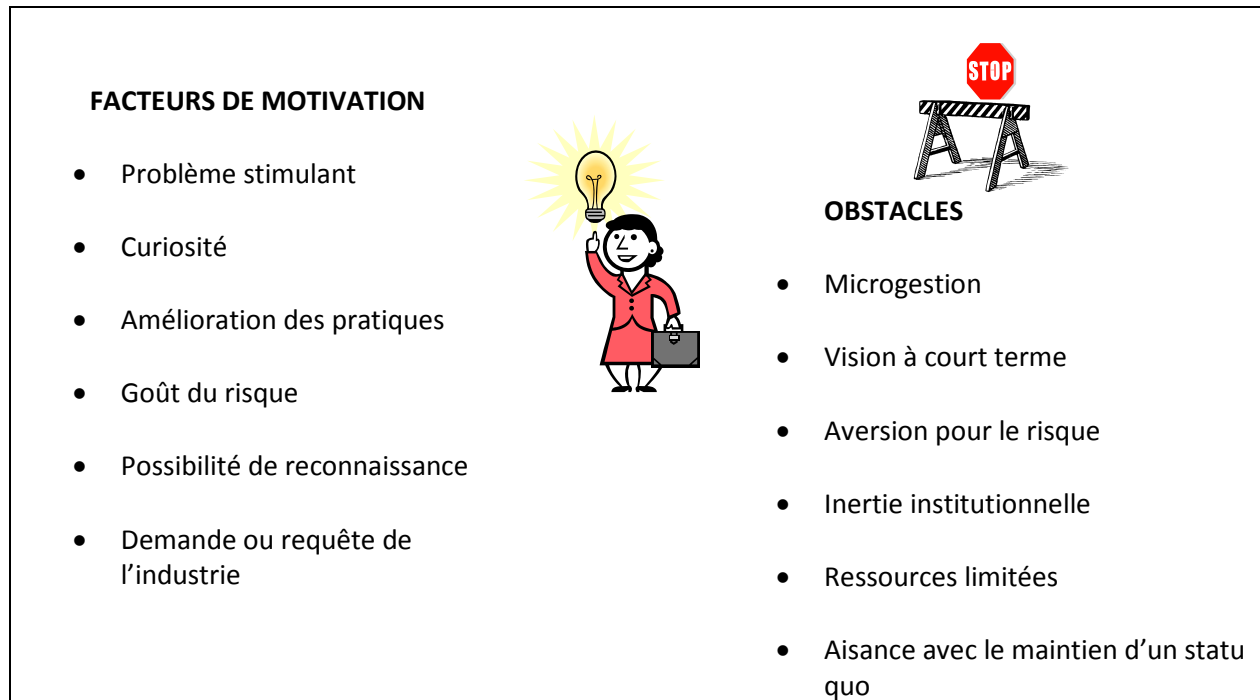 FACTEURS DE MOTIVATION
• Problème stimulant
• Curiosité
• Amélioration des pratiques
• Goût du risque
• Possibilité de reconnaissance
• Demande ou requête de
l’industrie
STOP
OBSTACLES
• Microgestion
• Vision à court terme
• Aversion pour le risque
• Inertie institutionnelle
• Ressources limitées
• Aisance avec le maintien d’un statu
quo